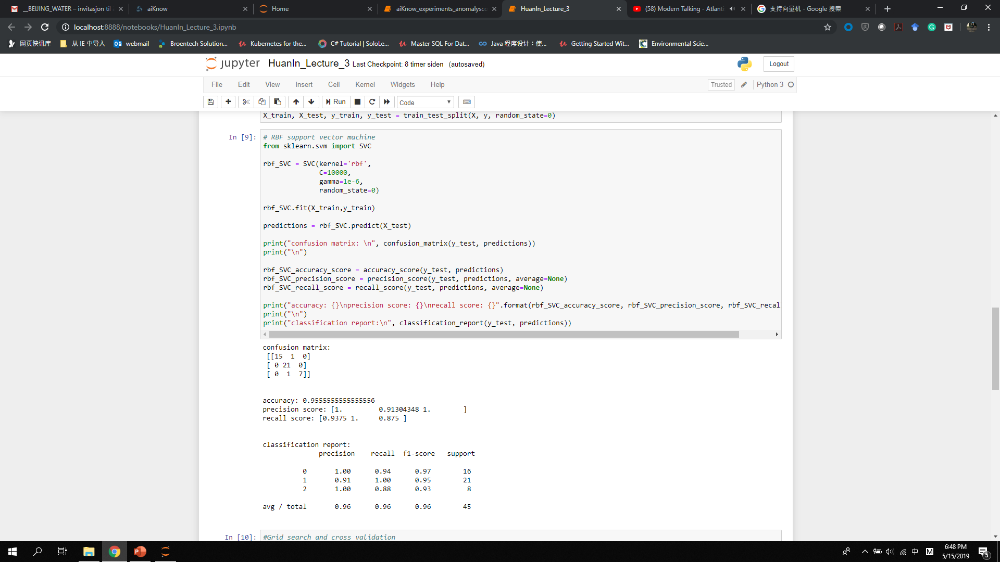 __BEIJING_WATER – invitasjon til
aiKnow
Home
aiKnow_experiments_anomalysco
HuanIn_Lecture_3
(58) Modern Talking - Atlanti
支持向量机 - Google 搜索
localhost:8888/notebooks/HuanIn_Lecture_3.ipynb
网页快讯库
从 IE 中导入
webmail
Broentech Solution...
Kubernetes for the...
C# Tutorial | SoloLe...
Master SQL For Dat...
Java 程序设计：使...
Getting Started Wit...
Environmental Scie...
jupyter HuanIn_Lecture_3 Last Checkpoint: 8 timer siden (autosaved)
Logout
File Edit View Insert Cell Kernel Widgets Help
Trusted
Python 3
Run
Code
X_train, X_test, y_train, y_test = train_test_split(X, y, random_state=0)
In [9]:
# RBF support vector machine
from sklearn.svm import SVC
rbf_SVC = SVC(kernel='rbf',
C=10000,
gamma=1e-6,
random_state=0)
rbf_SVC.fit(X_train,y_train)
predictions = rbf_SVC.predict(X_test)
print("confusion matrix: \n", confusion_matrix(y_test, predictions))
print("\n")
rbf_SVC_accuracy_score = accuracy_score(y_test, predictions)
rbf_SVC_precision_score = precision_score(y_test, predictions, average=None)
rbf_SVC_recall_score = recall_score(y_test, predictions, average=None)
print("accuracy: {}\nprecision score: {}\nrecall score: {}".format(rbf_SVC_accuracy_score, rbf_SVC_precision_score, rbf_SVC_recal
print("\n")
print("classification report:\n", classification_report(y_test, predictions))
confusion matrix:
[[15 1 0]
[ 0 21 0]
[ 0 1 7]]
accuracy: 0.9555555555555556
precision score: [1. 0.91304348 1. ]
recall score: [0.9375 1. 0.875 ]
classification report:
precision recall f1-score support
0 1.00 0.94 0.97 16
1 0.91 1.00 0.95 21
2 1.00 0.88 0.93 8
avg / total 0.96 0.96 0.96 45
In [10]:
#Grid search and cross validation
中
M
6:48 PM
5/15/2019
5